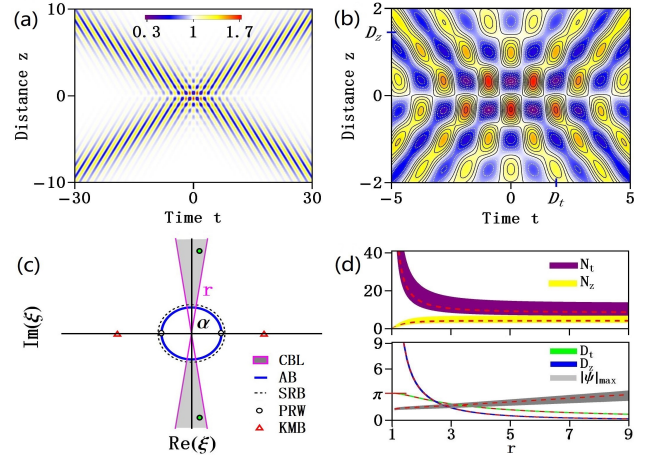 (a)
10
0
-10
Distance z
0.3 1 1.7
-30 0 30
Time t
(b)
2
D_z
0
-2
Distance z
-5 0 D_t 5
Time t
(c)
Im(ξ)
r
α
Re(ξ)
CBL
AB
SRB
PRW
KMB
(d)
40
20
0
N_t
N_z
9
6
π
0
D_t
D_z
|ψ|_max
1 3 5 7 9
r